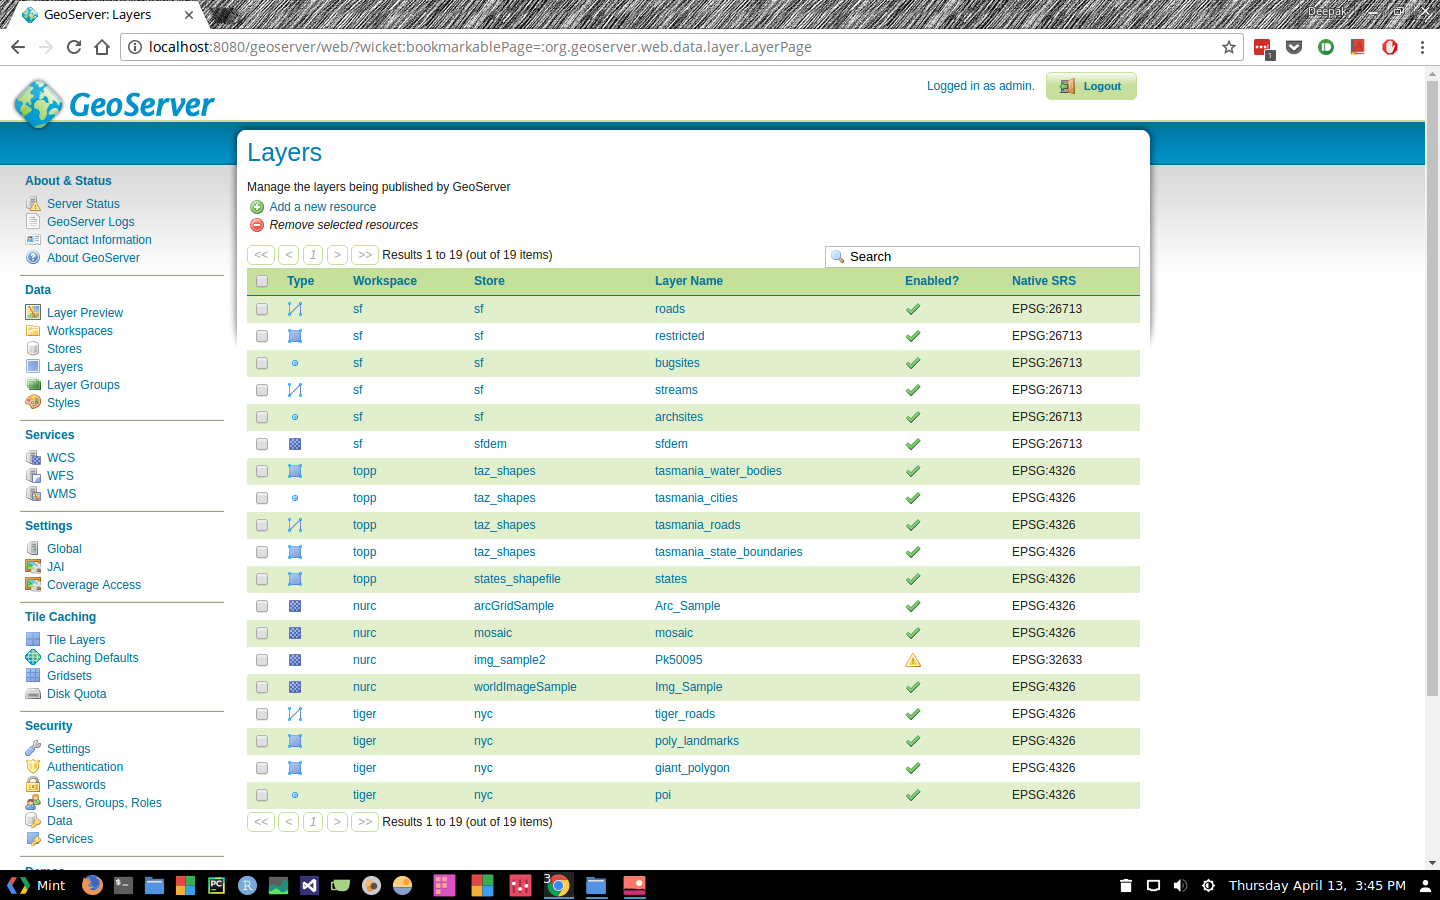 GeoServer: Layers
Deepak
localhost:8080/geoserver/web/?wicket:bookmarkablePage=:org.geoserver.web.data.layer.LayerPage
1
GeoServer
Logged in as admin.
Logout
About & Status
Server Status
GeoServer Logs
Contact Information
About GeoServer
Data
Layer Preview
Workspaces
Stores
Layers
Layer Groups
Styles
Services
WCS
WFS
WMS
Settings
Global
JAI
Coverage Access
Tile Caching
Tile Layers
Caching Defaults
Gridsets
Disk Quota
Security
Settings
Authentication
Passwords
Users, Groups, Roles
Data
Services
Layers
Manage the layers being published by GeoServer
Add a new resource
Remove selected resources
<< < 1 > >> Results 1 to 19 (out of 19 items)
Search
Type Workspace Store Layer Name Enabled? Native SRS
sf sf roads EPSG:26713
sf sf restricted EPSG:26713
sf sf bugsites EPSG:26713
sf sf streams EPSG:26713
sf sf archsites EPSG:26713
sf sfdem sfdem EPSG:26713
topp taz_shapes tasmania_water_bodies EPSG:4326
topp taz_shapes tasmania_cities EPSG:4326
topp taz_shapes tasmania_roads EPSG:4326
topp taz_shapes tasmania_state_boundaries EPSG:4326
topp states_shapefile states EPSG:4326
nurc arcGridSample Arc_Sample EPSG:4326
nurc mosaic mosaic EPSG:4326
nurc img_sample2 Pk50095 EPSG:32633
nurc worldImageSample Img_Sample EPSG:4326
tiger nyc tiger_roads EPSG:4326
tiger nyc poly_landmarks EPSG:4326
tiger nyc giant_polygon EPSG:4326
tiger nyc poi EPSG:4326
<< < 1 > >> Results 1 to 19 (out of 19 items)
Mint
PC
R
3
Thursday April 13, 3:45 PM